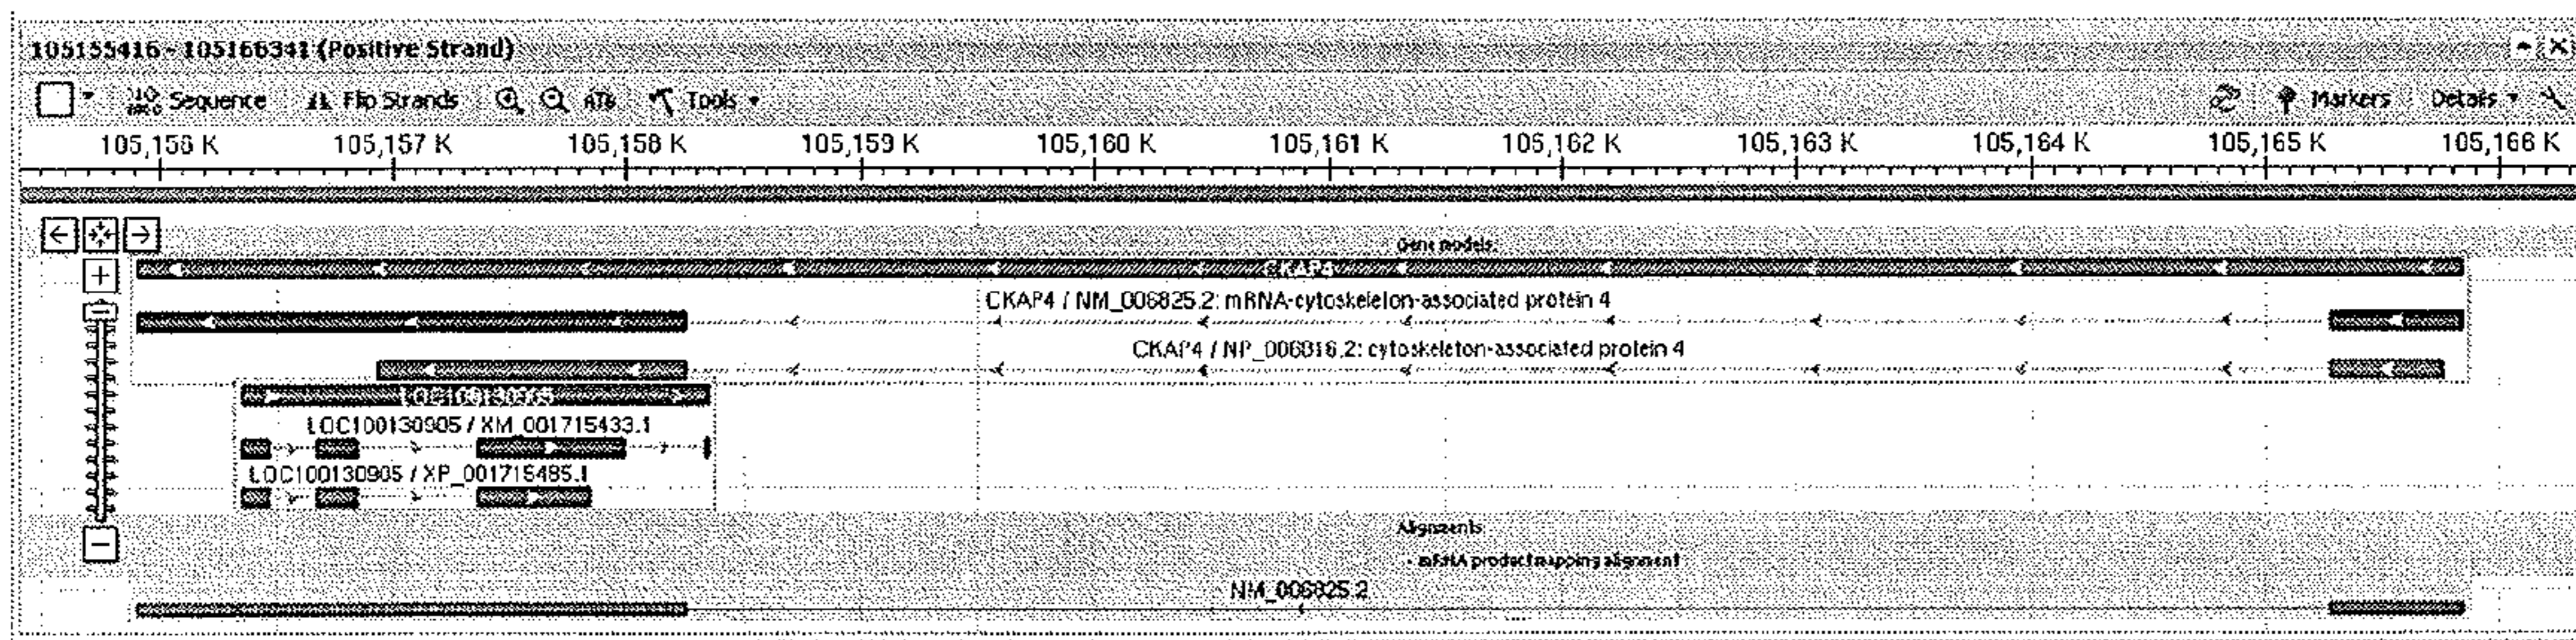 105155416 - 105166341 (Positive Strand)
Sequence Flip Strands ATG Tools Markers Details
105,156 K 105,157 K 105,158 K 105,159 K 105,160 K 105,161 K 105,162 K 105,163 K 105,164 K 105,165 K 105,166 K
Gene models
CKAP4
CKAP4 / NM_006825.2: mRNA-cytoskeleton-associated protein 4
CKAP4 / NP_006816.2: cytoskeleton-associated protein 4
LOC100130905
LOC100130905 / XM_001715433.1
LOC100130905 / XP_001715485.1
Alignments
- mRNA product mapping alignment
NM_006825.2